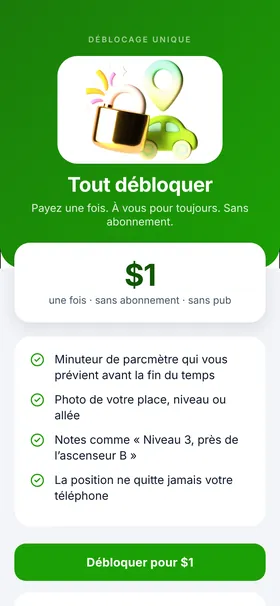 DÉBLOCAGE UNIQUE
Tout débloquer
Payez une fois. À vous pour toujours. Sans
abonnement.
$1
une fois · sans abonnement · sans pub
Minuteur de parcmètre qui vous
prévient avant la fin du temps
Photo de votre place, niveau ou
allée
Notes comme « Niveau 3, près de
l'ascenseur B »
La position ne quitte jamais votre
téléphone
Débloquer pour $1